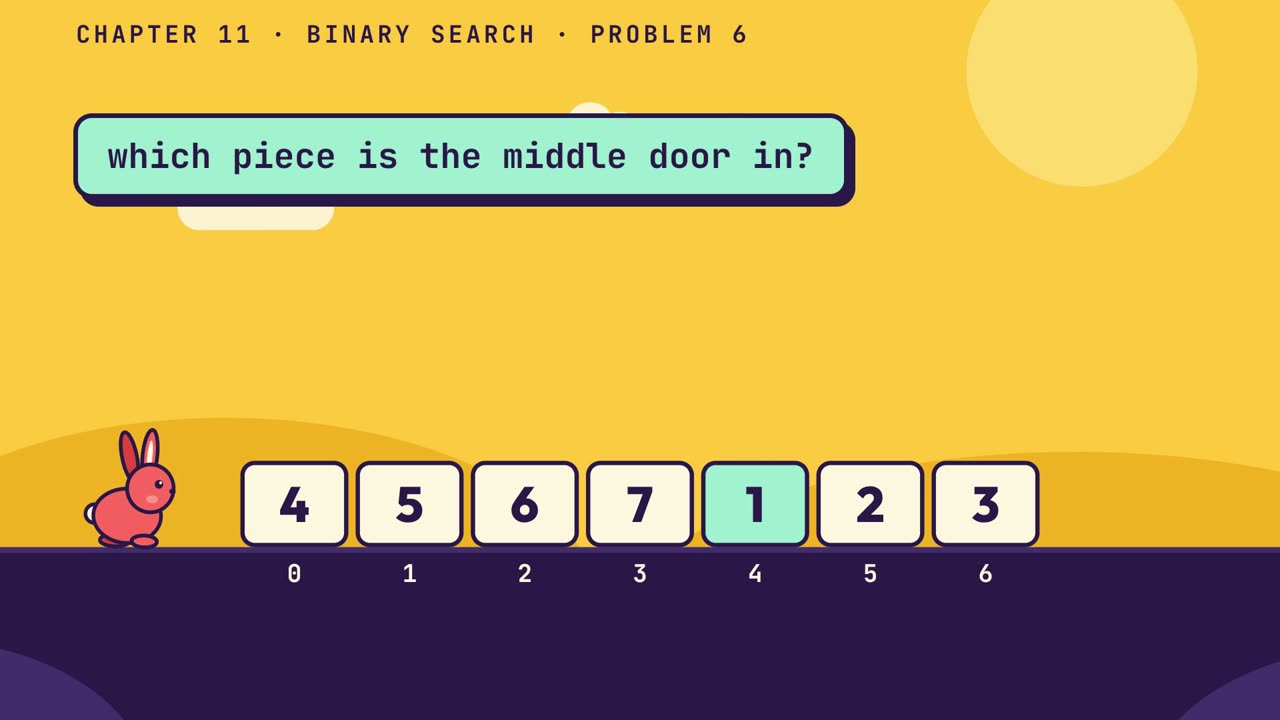 CHAPTER 11 · BINARY SEARCH · PROBLEM 6
which piece is the middle door in?
4 5 6 7 1 2 3
0 1 2 3 4 5 6